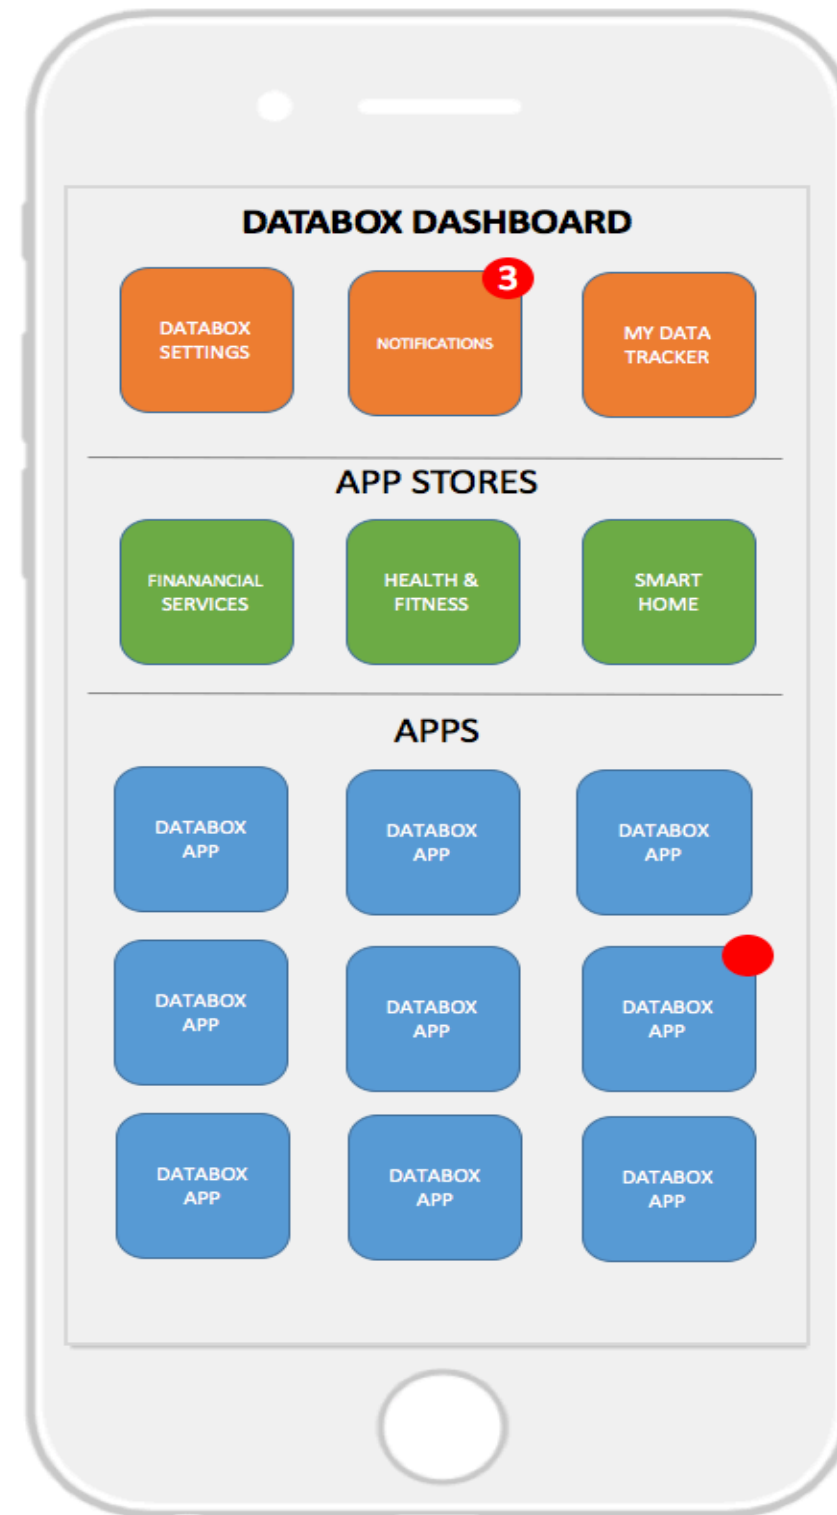 DATABOX DASHBOARD
DATABOX
SETTINGS
3
NOTIFICATIONS
MY DATA
TRACKER
APP STORES
FINANANCIAL
SERVICES
HEALTH &
FITNESS
SMART
HOME
APPS
DATABOX
APP
DATABOX
APP
DATABOX
APP
DATABOX
APP
DATABOX
APP
DATABOX
APP
DATABOX
APP
DATABOX
APP
DATABOX
APP